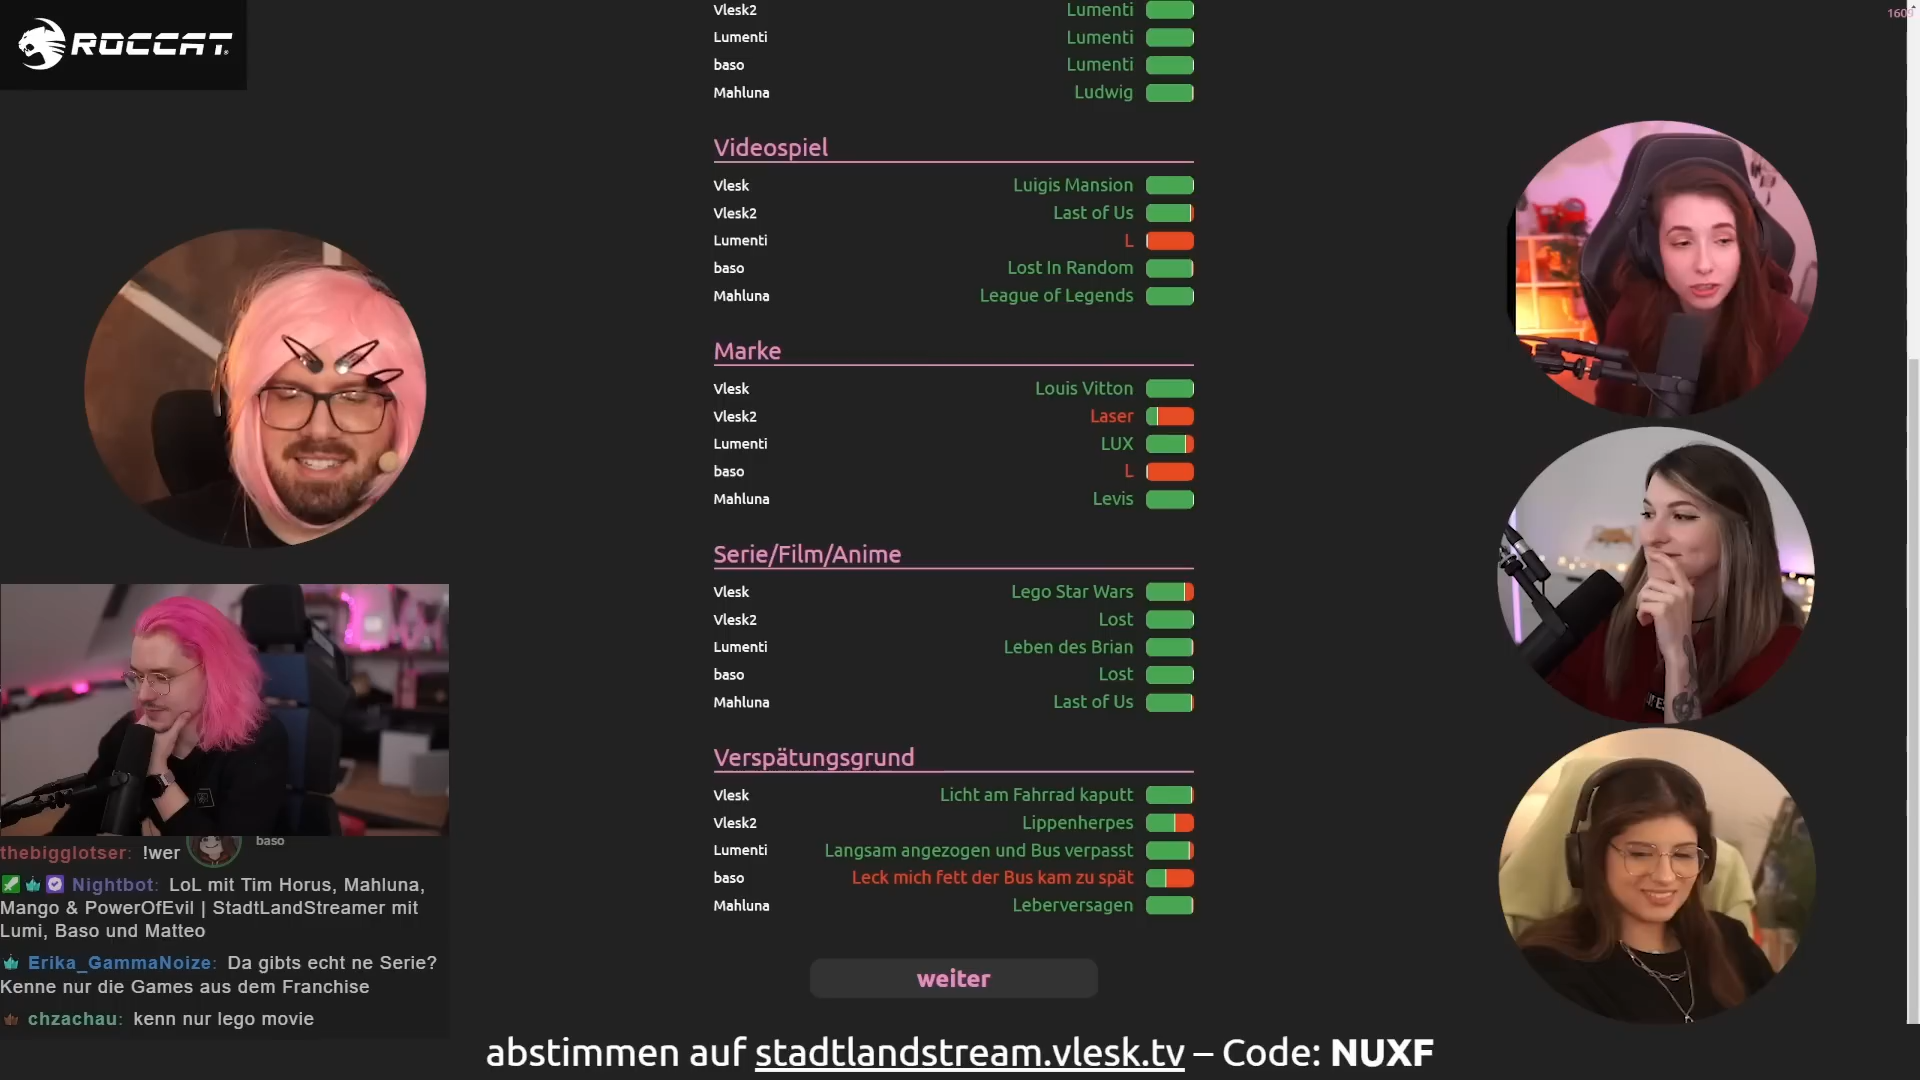 ROCCAT
1609
Vlesk2 Lumenti
Lumenti Lumenti
baso Lumenti
Mahluna Ludwig
Videospiel
Vlesk Luigis Mansion
Vlesk2 Last of Us
Lumenti L
baso Lost In Random
Mahluna League of Legends
Marke
Vlesk Louis Vitton
Vlesk2 Laser
Lumenti LUX
baso L
Mahluna Levis
Serie/Film/Anime
Vlesk Lego Star Wars
Vlesk2 Lost
Lumenti Leben des Brian
baso Lost
Mahluna Last of Us
Verspätungsgrund
Vlesk Licht am Fahrrad kaputt
Vlesk2 Lippenherpes
Lumenti Langsam angezogen und Bus verpasst
baso Leck mich fett der Bus kam zu spät
Mahluna Leberversagen
weiter
baso
thebigglotser: !wer
Nightbot: LoL mit Tim Horus, Mahluna,
Mango & PowerOfEvil | StadtLandStreamer mit
Lumi, Baso und Matteo
Erika_GammaNoize: Da gibts echt ne Serie?
Kenne nur die Games aus dem Franchise
chzachau: kenn nur lego movie
abstimmen auf stadtlandstream.vlesk.tv – Code: NUXF